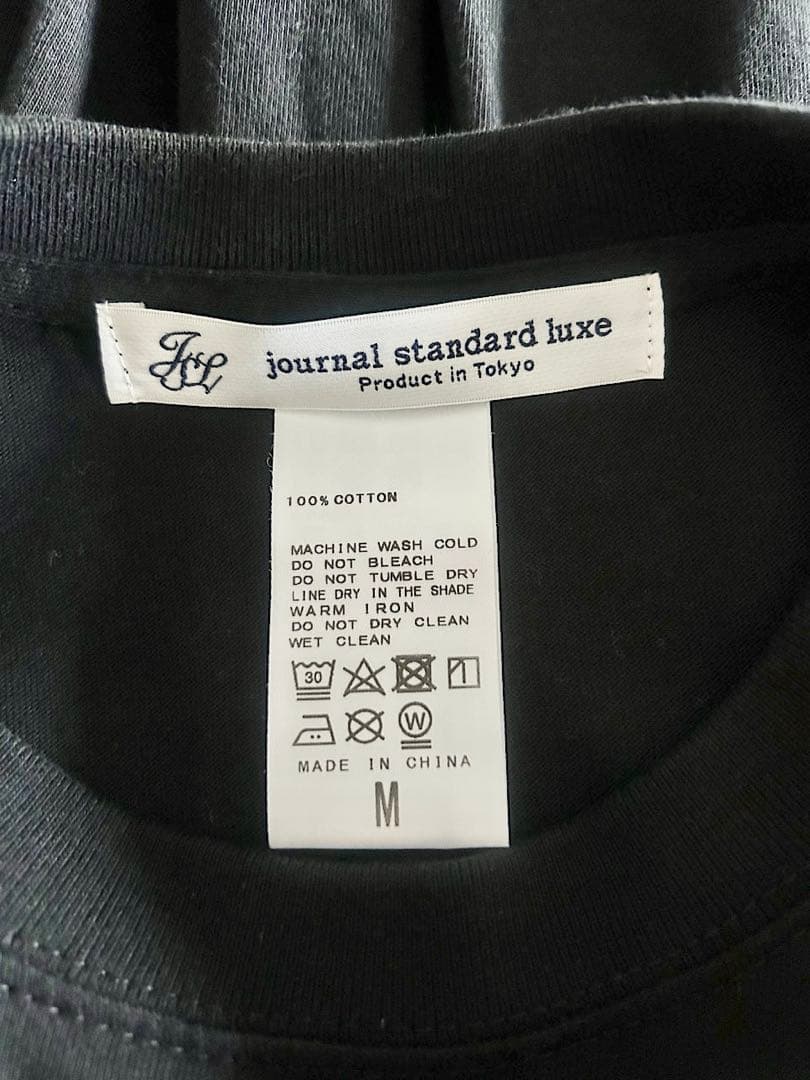 JSL
journal standard luxe
Product in Tokyo
100% COTTON
MACHINE WASH COLD
DO NOT BLEACH
DO NOT TUMBLE DRY
LINE DRY IN THE SHADE
WARM IRON
DO NOT DRY CLEAN
WET CLEAN
30
W
MADE IN CHINA
M